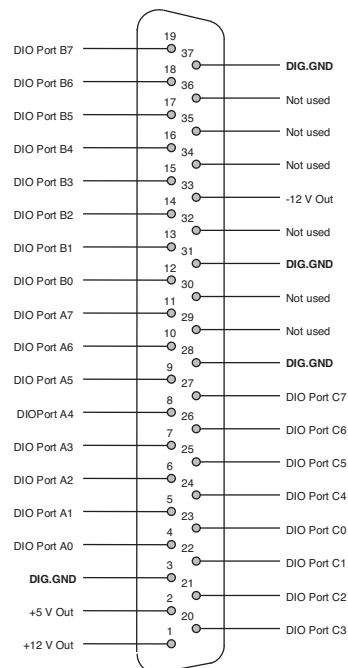 DIO Port B7 19
37 DIG.GND
DIO Port B6 18
36 Not used
DIO Port B5 17
35 Not used
DIO Port B4 16
34 Not used
DIO Port B3 15
33 -12 V Out
DIO Port B2 14
32 Not used
DIO Port B1 13
31 DIG.GND
DIO Port B0 12
30 Not used
DIO Port A7 11
29 Not used
DIO Port A6 10
28 DIG.GND
DIO Port A5 9
27 DIO Port C7
DIOPort A4 8
26 DIO Port C6
DIO Port A3 7
25 DIO Port C5
DIO Port A2 6
24 DIO Port C4
DIO Port A1 5
23 DIO Port C0
DIO Port A0 4
22 DIO Port C1
DIG.GND 3
21 DIO Port C2
+5 V Out 2
20 DIO Port C3
+12 V Out 1